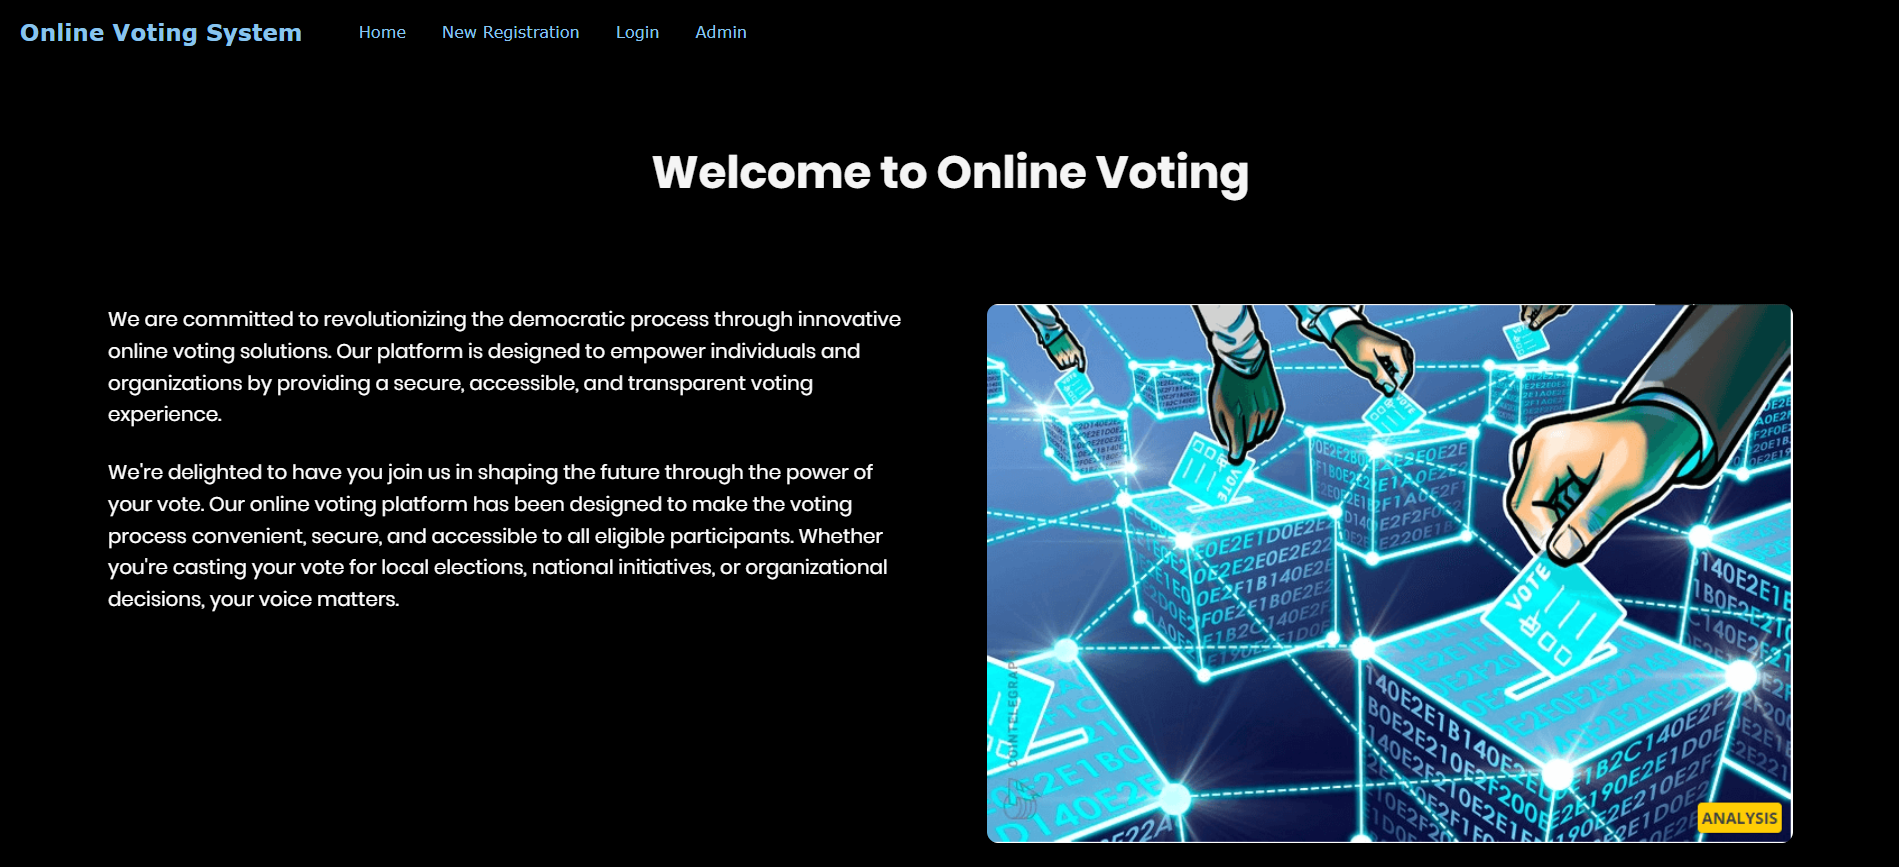 Online Voting System Home New Registration Login Admin
Welcome to Online Voting
We are committed to revolutionizing the democratic process through innovative
online voting solutions. Our platform is designed to empower individuals and
organizations by providing a secure, accessible, and transparent voting
experience.
We're delighted to have you join us in shaping the future through the power of
your vote. Our online voting platform has been designed to make the voting
process convenient, secure, and accessible to all eligible participants. Whether
you're casting your vote for local elections, national initiatives, or organizational
decisions, your voice matters.
VOTE
VOTE
VOTE
VOTE
COINTELEGRAPH
ANALYSIS